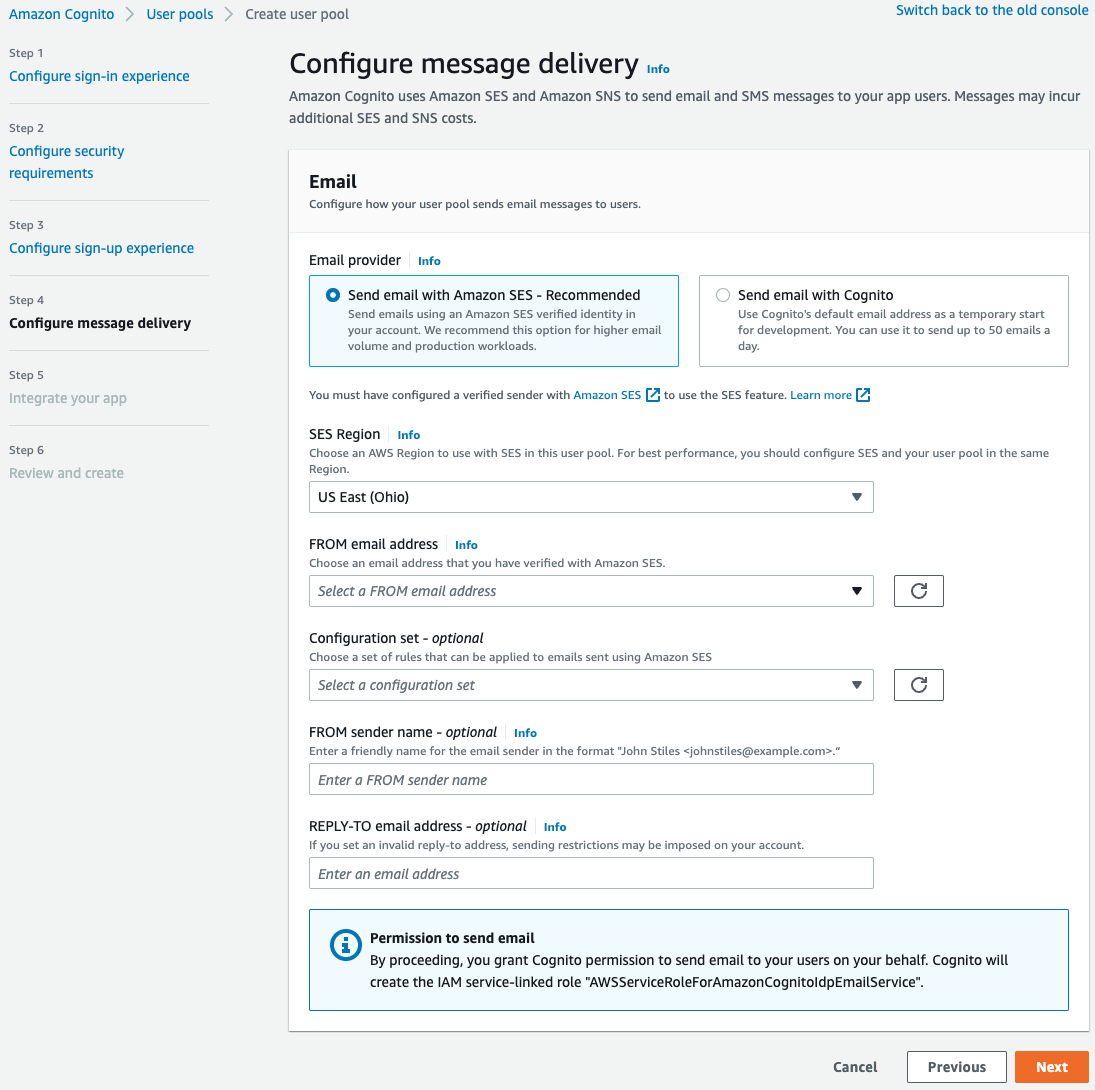 Amazon Cognito > User pools > Create user pool
Switch back to the old console
Step 1
Configure sign-in experience
Step 2
Configure security
requirements
Step 3
Configure sign-up experience
Step 4
Configure message delivery
Step 5
Integrate your app
Step 6
Review and create
Configure message delivery Info
Amazon Cognito uses Amazon SES and Amazon SNS to send email and SMS messages to your app users. Messages may incur
additional SES and SNS costs.
Email
Configure how your user pool sends email messages to users.
Email provider Info
Send email with Amazon SES - Recommended
Send emails using an Amazon SES verified identity in
your account. We recommend this option for higher email
volume and production workloads.
Send email with Cognito
Use Cognito's default email address as a temporary start
for development. You can use it to send up to 50 emails a
day.
You must have configured a verified sender with Amazon SES to use the SES feature. Learn more
SES Region Info
Choose an AWS Region to use with SES in this user pool. For best performance, you should configure SES and your user pool in the same
Region.
US East (Ohio)
FROM email address Info
Choose an email address that you have verified with Amazon SES.
Select a FROM email address
Configuration set - optional
Choose a set of rules that can be applied to emails sent using Amazon SES
Select a configuration set
FROM sender name - optional Info
Enter a friendly name for the email sender in the format "John Stiles <johnstiles@example.com>."
Enter a FROM sender name
REPLY-TO email address - optional Info
If you set an invalid reply-to address, sending restrictions may be imposed on your account.
Enter an email address
Permission to send email
By proceeding, you grant Cognito permission to send email to your users on your behalf. Cognito will
create the IAM service-linked role "AWSServiceRoleForAmazonCognitoIdpEmailService".
Cancel
Previous
Next